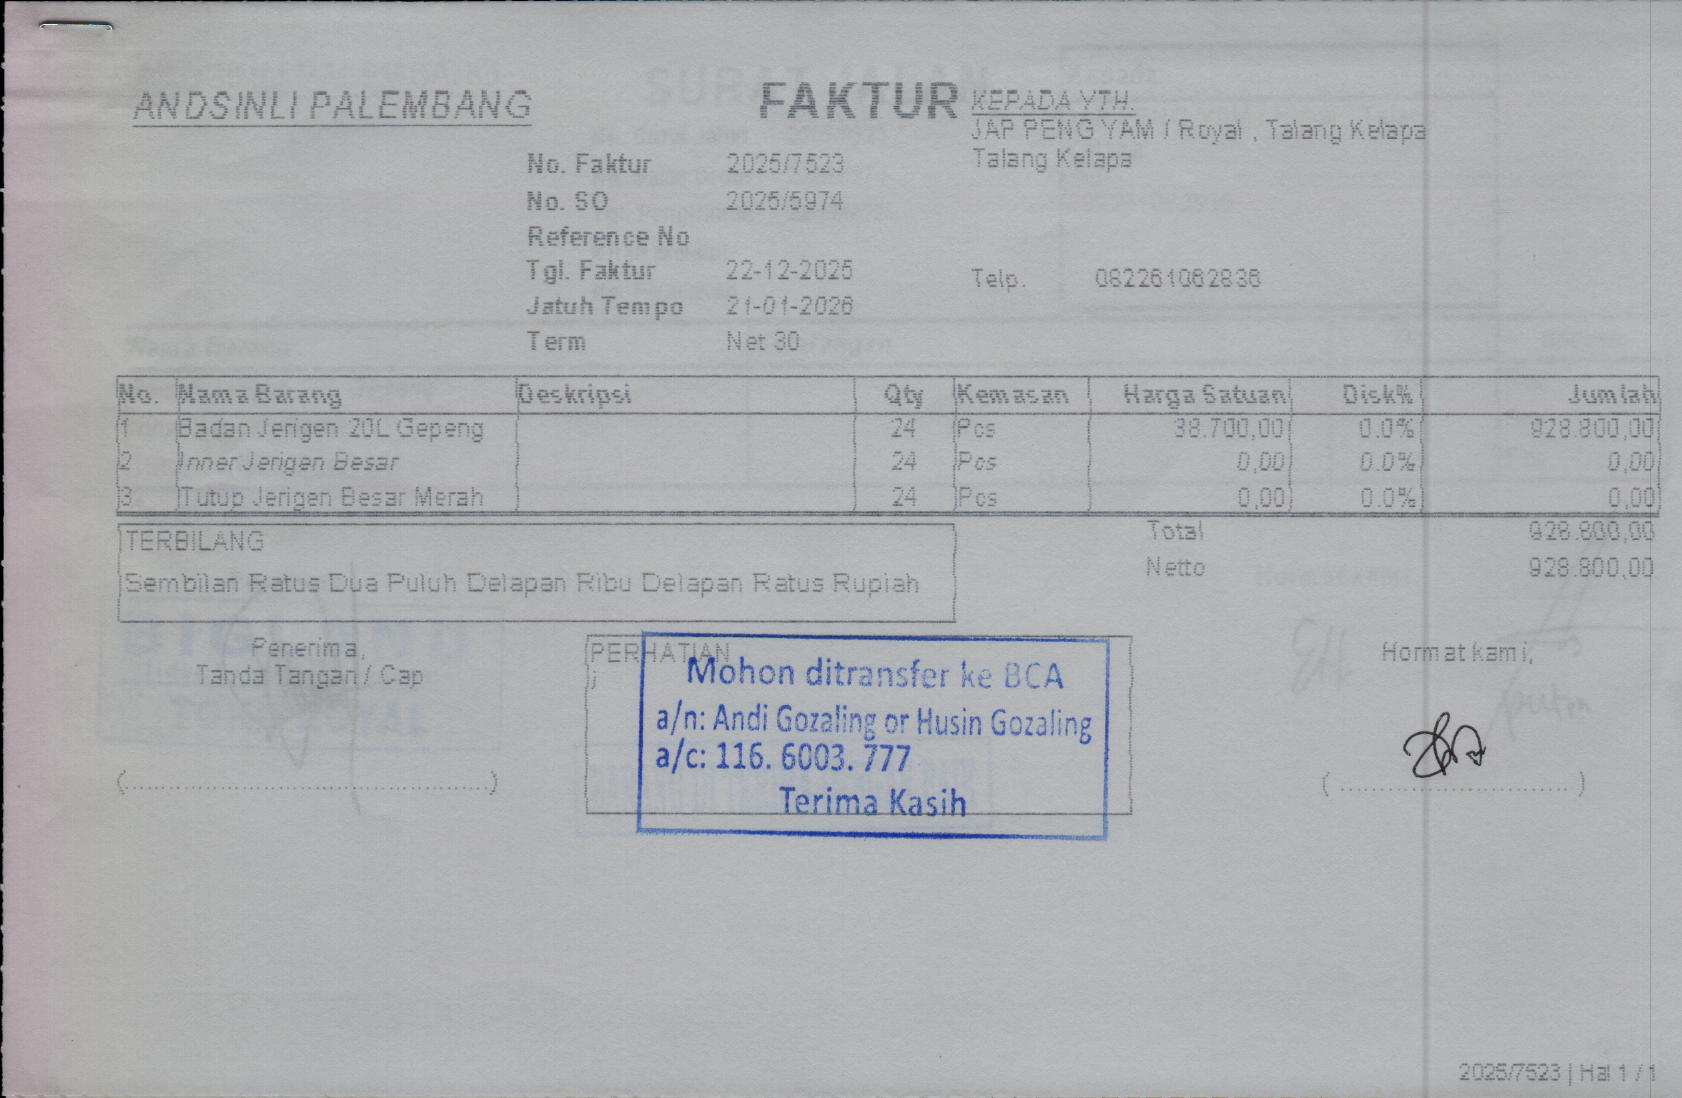 ANDSINLI PALEMBANG
FAKTUR
KEPADA YTH.
JAP PENG YAM / Royal , Talang Kelapa
Talang Kelapa
Telp. 082261062836
No. Faktur 2025/7523
No. SO 2025/5974
Reference No
Tgl. Faktur 22-12-2025
Jatuh Tempo 21-01-2026
Term Net 30
No. Nama Barang Deskripsi Qty Kemasan Harga Satuan Disk% Jumlah
1 Badan Jerigen 20L Gepeng 24 Pcs 38.700,00 0.0% 928.800,00
2 Inner Jerigen Besar 24 Pcs 0,00 0.0% 0,00
3 Tutup Jerigen Besar Merah 24 Pcs 0,00 0.0% 0,00
Total 928.800,00
Netto 928.800,00
TERBILANG
Sembilan Ratus Dua Puluh Delapan Ribu Delapan Ratus Rupiah
Penerima,
Tanda Tangan / Cap
(...........................................)
PERHATIAN
;
Mohon ditransfer ke BCA
a/n: Andi Gozaling or Husin Gozaling
a/c: 116. 6003. 777
Terima Kasih
Hormat kami,
( ........................... )
2025/7523 | Hal 1 / 1